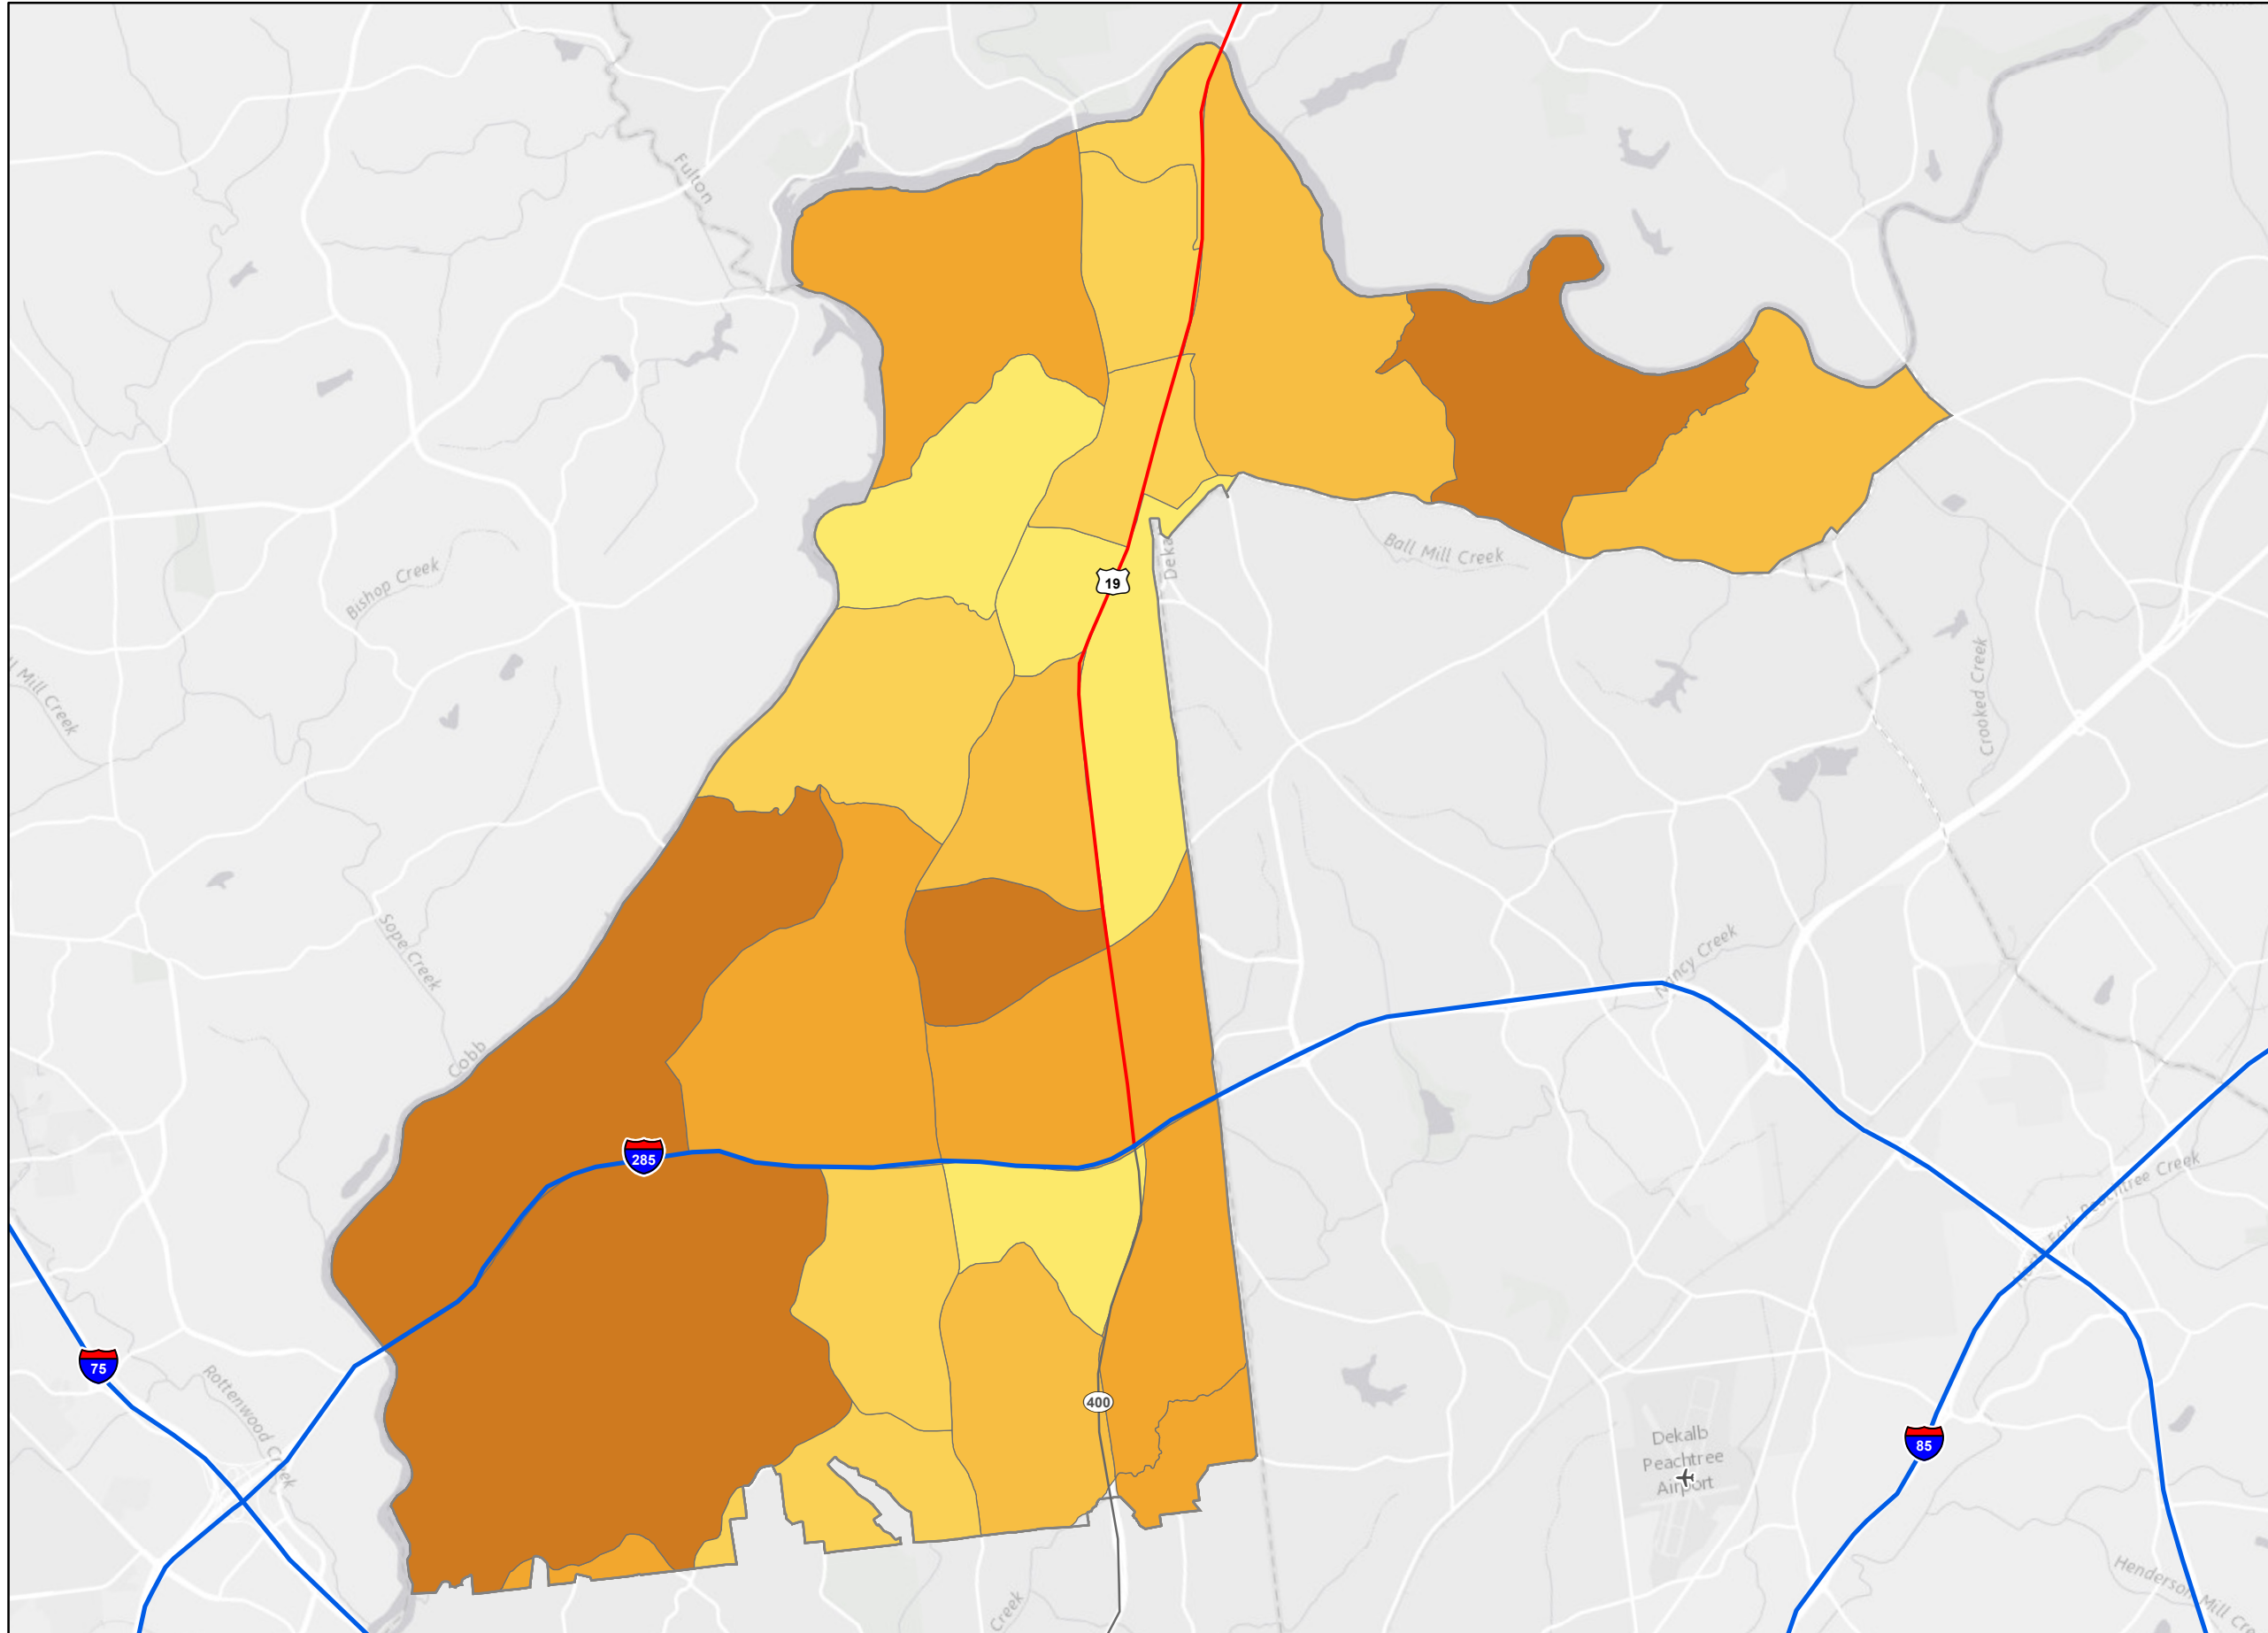 Fulton
19
Deka
Ball Mill Creek
Bishop Creek
Mill Creek
Crooked Creek
Sope Creek
Nancy Creek
Cobb
285
75
Rottenwood Creek
400
Dekalb
Peachtree
Airport
85
Peachtree Creek
Henderson Mill
Creek